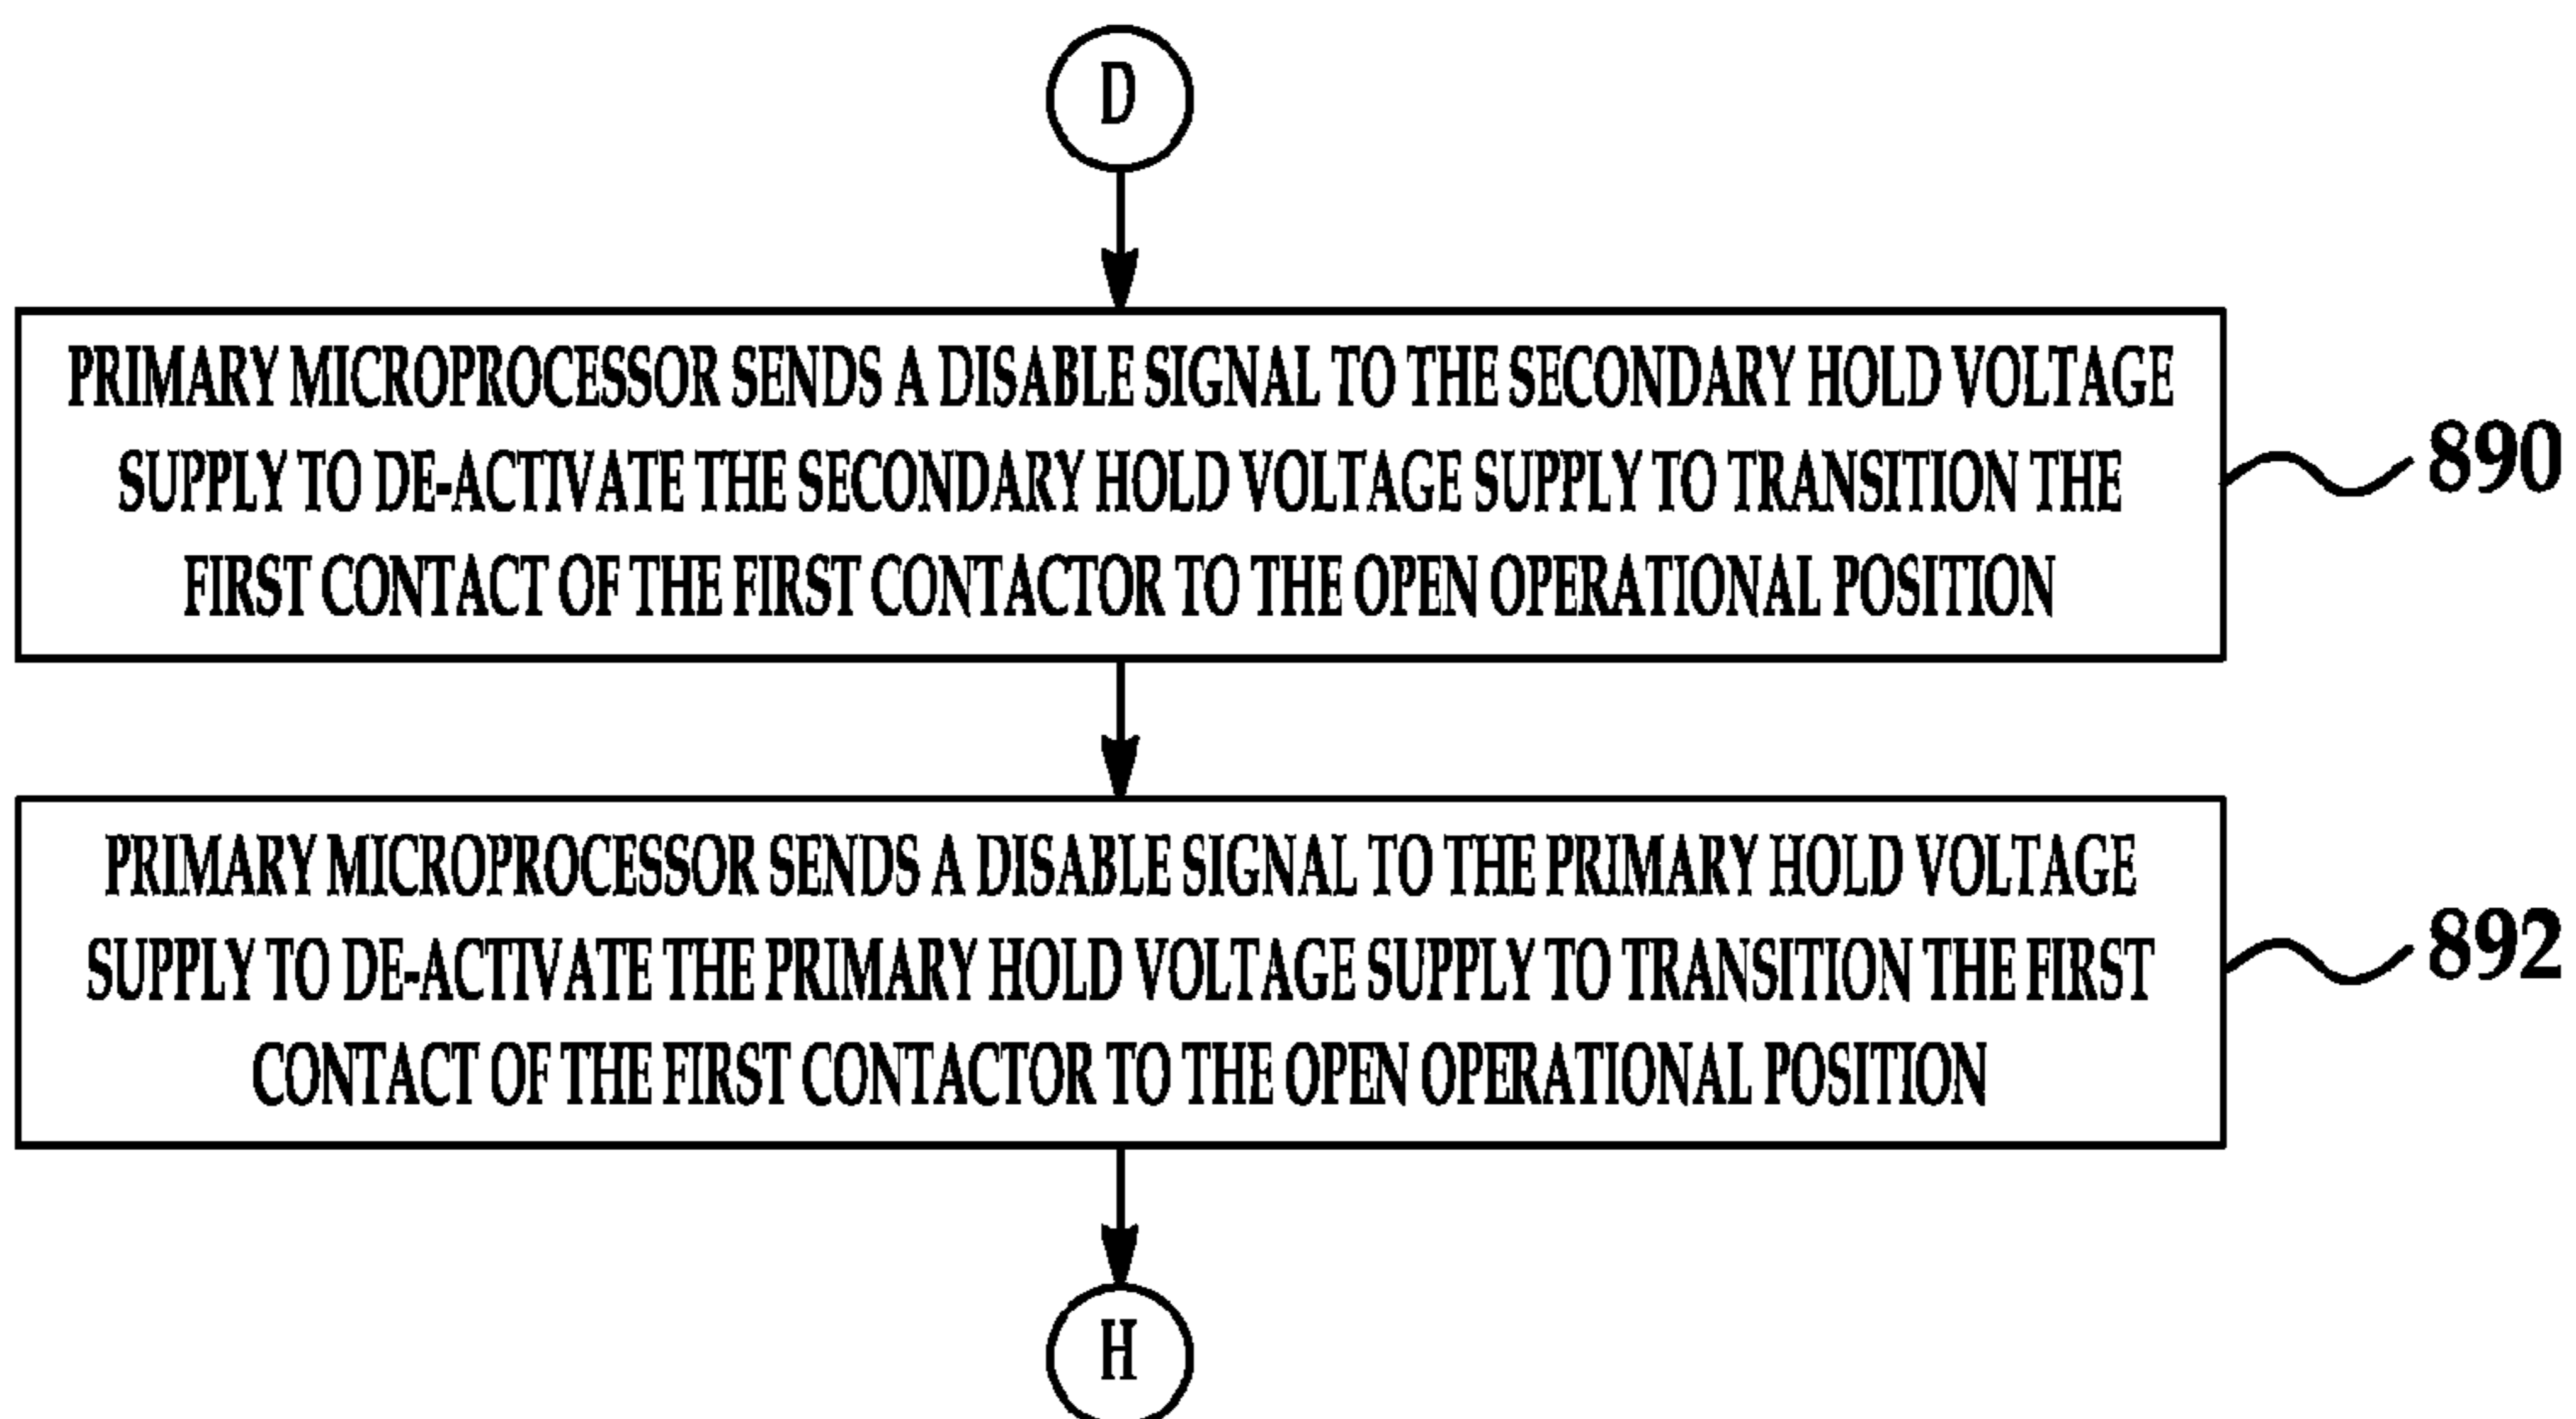 D
PRIMARY MICROPROCESSOR SENDS A DISABLE SIGNAL TO THE SECONDARY HOLD VOLTAGE
SUPPLY TO DE-ACTIVATE THE SECONDARY HOLD VOLTAGE SUPPLY TO TRANSITION THE
FIRST CONTACT OF THE FIRST CONTACTOR TO THE OPEN OPERATIONAL POSITION
890
PRIMARY MICROPROCESSOR SENDS A DISABLE SIGNAL TO THE PRIMARY HOLD VOLTAGE
SUPPLY TO DE-ACTIVATE THE PRIMARY HOLD VOLTAGE SUPPLY TO TRANSITION THE FIRST
CONTACT OF THE FIRST CONTACTOR TO THE OPEN OPERATIONAL POSITION
892
H